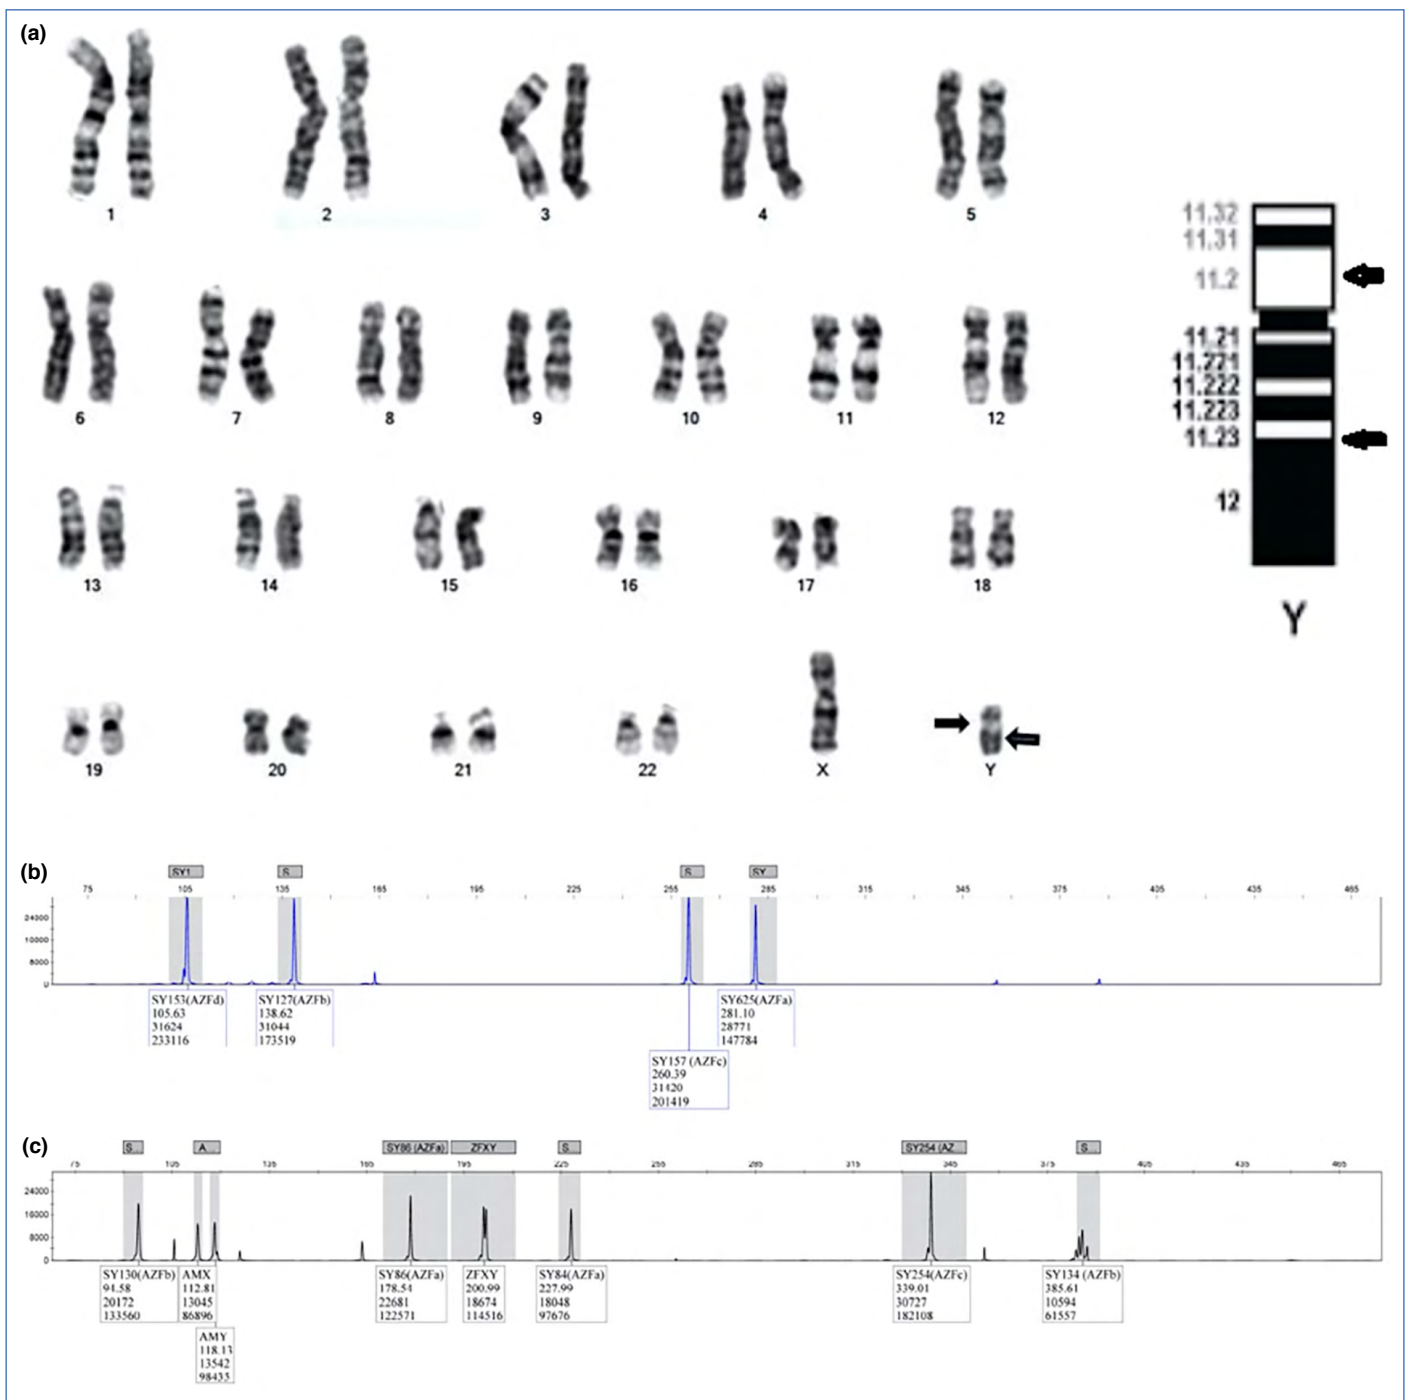 (a)
1 2 3 4 5
6 7 8 9 10 11 12
13 14 15 16 17 18
19 20 21 22 X Y
11.32
11.31
11.2
11.21
11.221
11.222
11.223
11.23
12
Y
(b)
SY1 S S SY
75 105 135 165 195 225 255 285 315 345 375 405 435 465
24000
16000
8000
0
SY153(AZFd)
105.63
31624
233116
SY127(AZFb)
138.62
31044
173519
SY625(AZFa)
281.10
28771
147784
SY157 (AZFc)
260.39
31420
201419
(c)
S... A... SY86 (AZFa) ZFXY S... SY254 (AZ S...
75 105 135 165 195 225 255 285 315 345 375 405 435 465
24000
16000
8000
0
SY130(AZFb)
91.58
20172
133560
AMX
112.81
13045
86896
AMY
118.13
13542
98435
SY86(AZFa)
178.54
22681
122571
ZFXY
200.99
18674
114516
SY84(AZFa)
227.99
18048
97676
SY254(AZFc)
339.01
30727
182108
SY134 (AZFb)
385.61
10594
61557